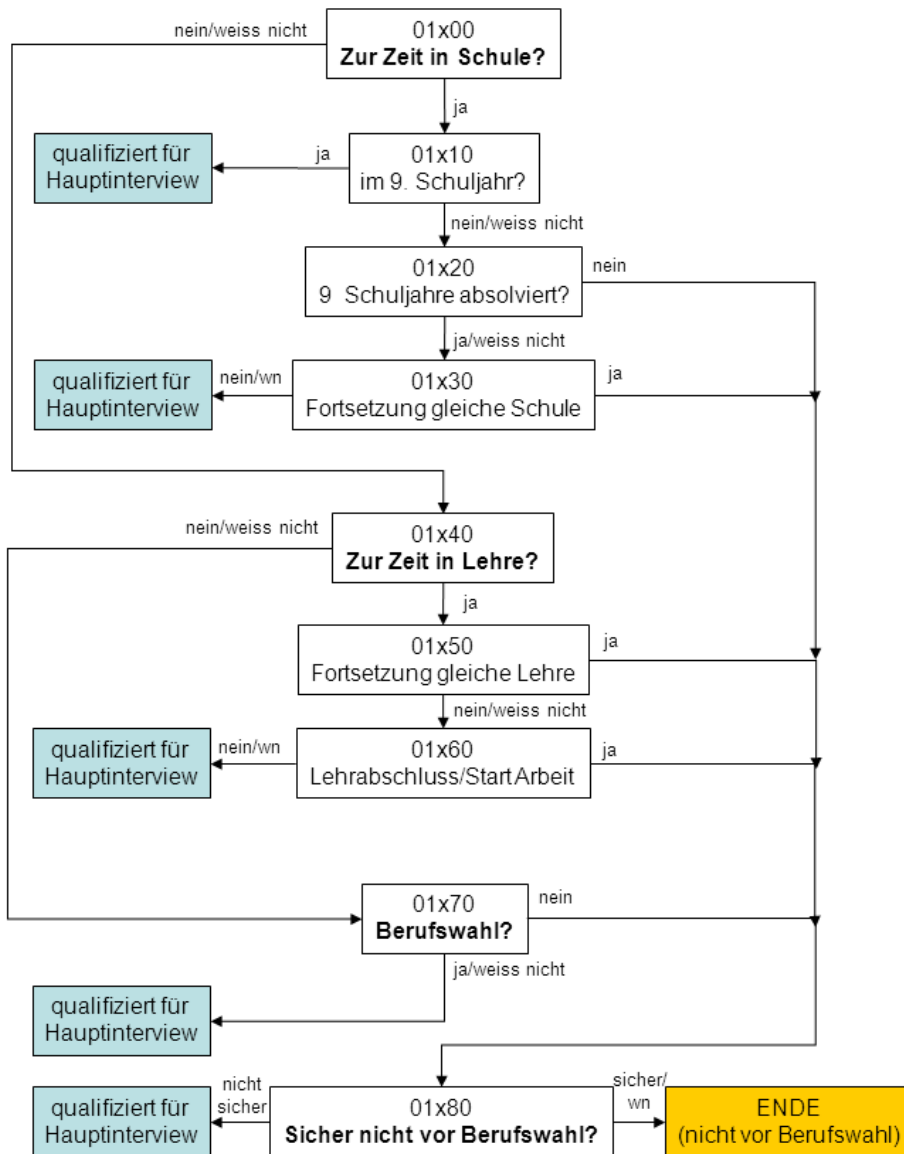 nein/weiss nicht
01x00
Zur Zeit in Schule?
ja
qualifiziert für
Hauptinterview
ja
01x10
im 9. Schuljahr?
nein/weiss nicht
01x20
9 Schuljahre absolviert?
nein
ja/weiss nicht
qualifiziert für
Hauptinterview
nein/wn
01x30
Fortsetzung gleiche Schule
ja
nein/weiss nicht
01x40
Zur Zeit in Lehre?
ja
01x50
Fortsetzung gleiche Lehre
ja
nein/weiss nicht
qualifiziert für
Hauptinterview
nein/wn
01x60
Lehrabschluss/Start Arbeit
ja
01x70
Berufswahl?
nein
ja/weiss nicht
qualifiziert für
Hauptinterview
qualifiziert für
Hauptinterview
nicht
sicher
01x80
Sicher nicht vor Berufswahl?
sicher/
wn
ENDE
(nicht vor Berufswahl)